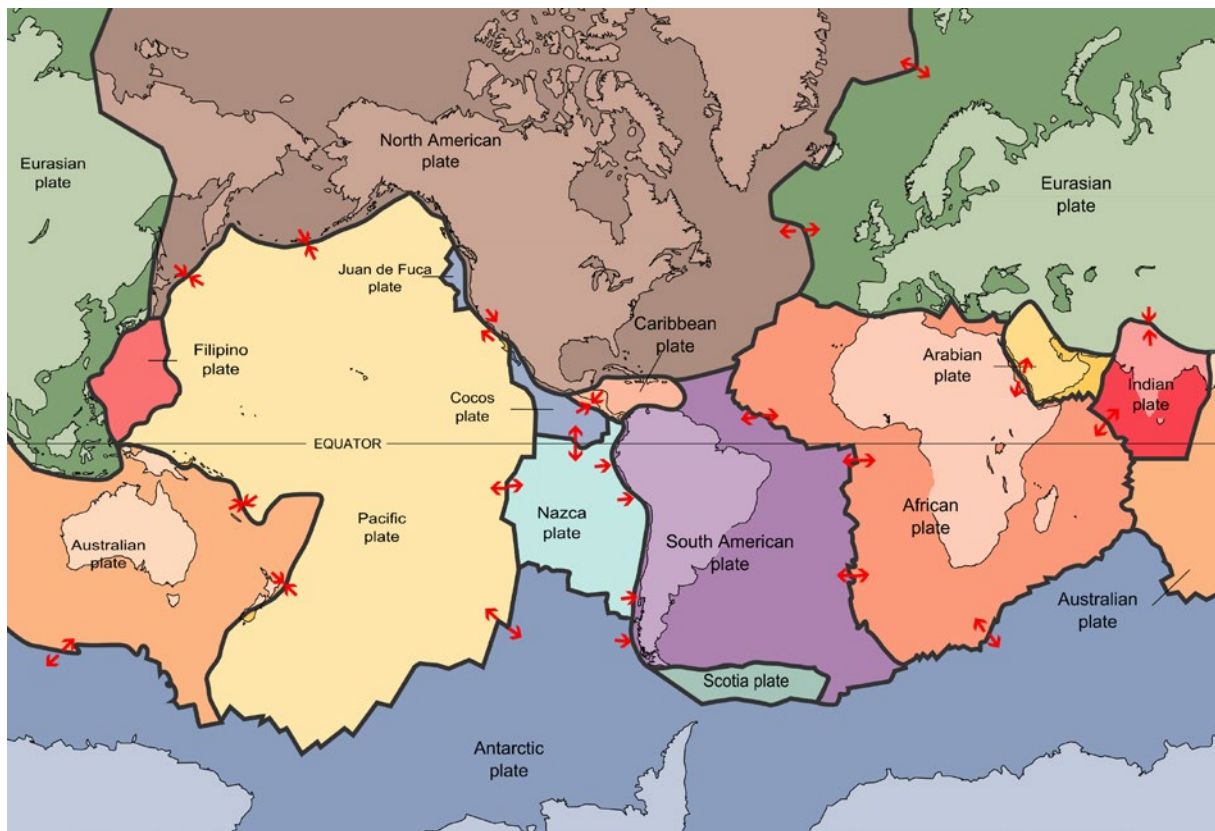 North American
plate
Eurasian
plate
Eurasian
plate
Juan de Fuca
plate
Caribbean
plate
Filipino
plate
Arabian
plate
Indian
plate
Cocos
plate
EQUATOR
Nazca
plate
African
plate
Pacific
plate
South American
plate
Australian
plate
Australian
plate
Scotia plate
Antarctic
plate